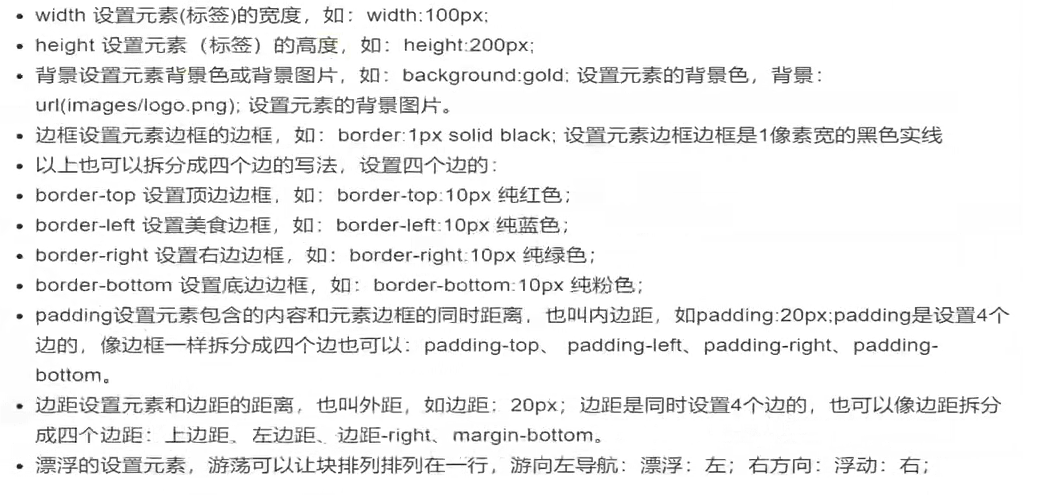 • width 设置元素(标签)的宽度，如：width:100px;
• height 设置元素（标签）的高度，如：height:200px;
• 背景设置元素背景色或背景图片，如：background:gold; 设置元素的背景色，背景：
url(images/logo.png); 设置元素的背景图片。
• 边框设置元素边框的边框，如：border:1px solid black; 设置元素边框边框是1像素宽的黑色实线
• 以上也可以拆分成四个边的写法，设置四个边的：
• border-top 设置顶边边框，如：border-top:10px 纯红色；
• border-left 设置美食边框，如：border-left:10px 纯蓝色；
• border-right 设置右边边框，如：border-right:10px 纯绿色；
• border-bottom 设置底边边框，如：border-bottom:10px 纯粉色；
• padding设置元素包含的内容和元素边框的同时距离，也叫内边距，如padding:20px;padding是设置4个
边的，像边框一样拆分成四个边也可以：padding-top、 padding-left、padding-right、padding-
bottom。
• 边距设置元素和边距的距离，也叫外距，如边距：20px；边距是同时设置4个边的，也可以像边距拆分
成四个边距：上边距、左边距、边距-right、margin-bottom。
• 漂浮的设置元素，游荡可以让块排列排列在一行，游向左导航：漂浮：左；右方向：浮动：右；